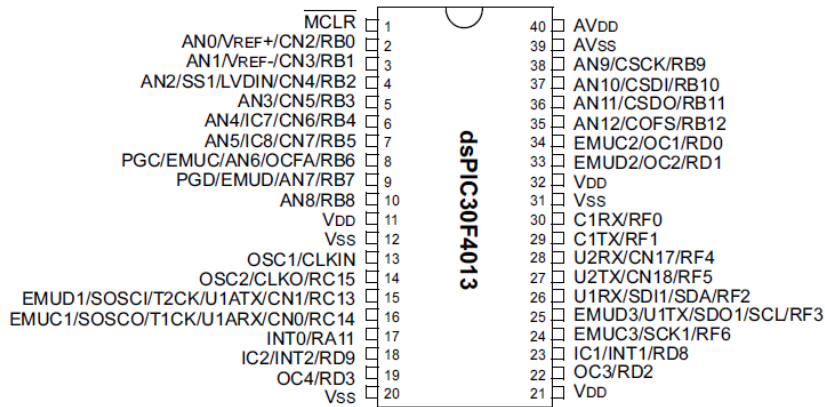 MCLR 1
AN0/VREF+/CN2/RB0 2
AN1/VREF-/CN3/RB1 3
AN2/SS1/LVDIN/CN4/RB2 4
AN3/CN5/RB3 5
AN4/IC7/CN6/RB4 6
AN5/IC8/CN7/RB5 7
PGC/EMUC/AN6/OCFA/RB6 8
PGD/EMUD/AN7/RB7 9
AN8/RB8 10
VDD 11
VSS 12
OSC1/CLKIN 13
OSC2/CLKO/RC15 14
EMUD1/SOSCI/T2CK/U1ATX/CN1/RC13 15
EMUC1/SOSCO/T1CK/U1ARX/CN0/RC14 16
INT0/RA11 17
IC2/INT2/RD9 18
OC4/RD3 19
VSS 20
dsPIC30F4013
40 AVDD
39 AVSS
38 AN9/CSCK/RB9
37 AN10/CSDI/RB10
36 AN11/CSDO/RB11
35 AN12/COFS/RB12
34 EMUC2/OC1/RD0
33 EMUD2/OC2/RD1
32 VDD
31 VSS
30 C1RX/RF0
29 C1TX/RF1
28 U2RX/CN17/RF4
27 U2TX/CN18/RF5
26 U1RX/SDI1/SDA/RF2
25 EMUD3/U1TX/SDO1/SCL/RF3
24 EMUC3/SCK1/RF6
23 IC1/INT1/RD8
22 OC3/RD2
21 VDD